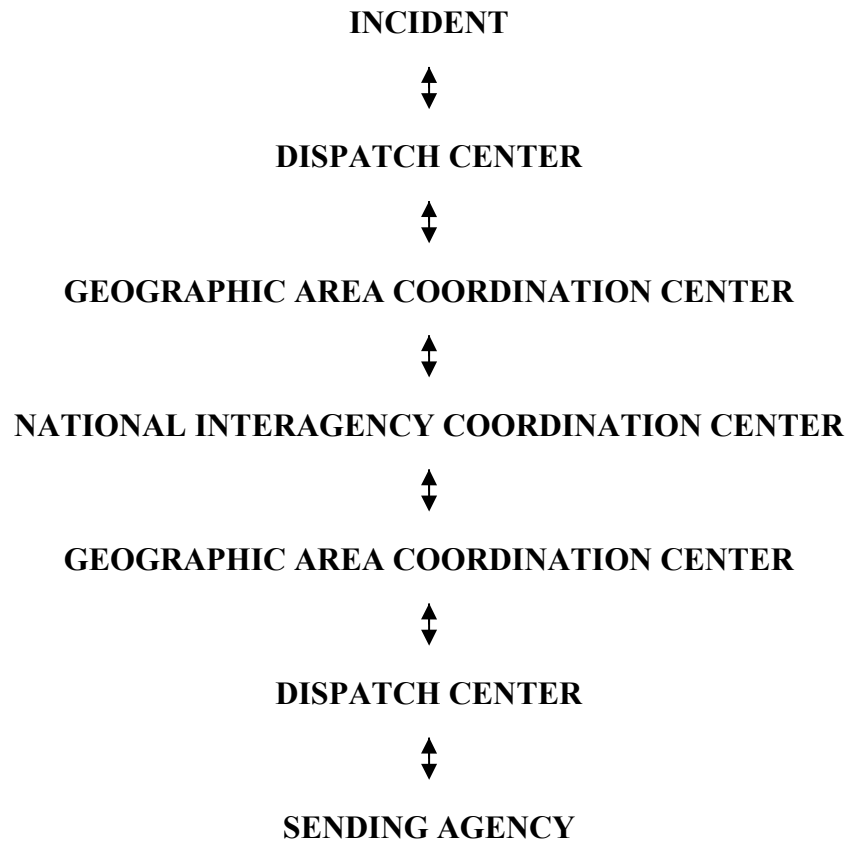 INCIDENT
DISPATCH CENTER
GEOGRAPHIC AREA COORDINATION CENTER
NATIONAL INTERAGENCY COORDINATION CENTER
GEOGRAPHIC AREA COORDINATION CENTER
DISPATCH CENTER
SENDING AGENCY